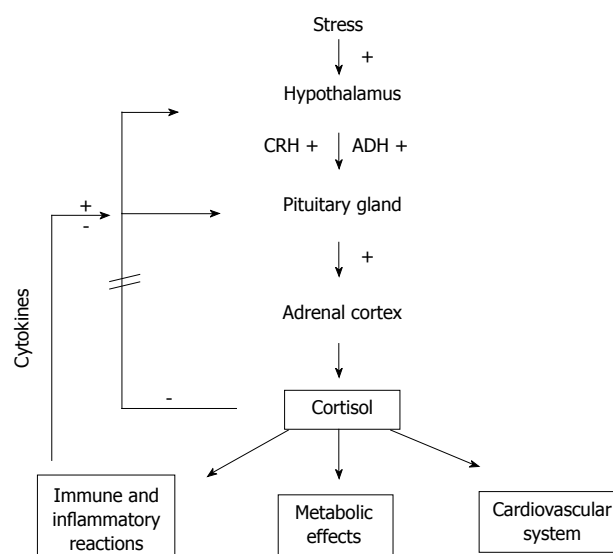 Stress
+
Hypothalamus
CRH + ADH +
Pituitary gland
+
-
+
Adrenal cortex
Cytokines
-
Cortisol
Immune and
inflammatory
reactions
Metabolic
effects
Cardiovascular
system